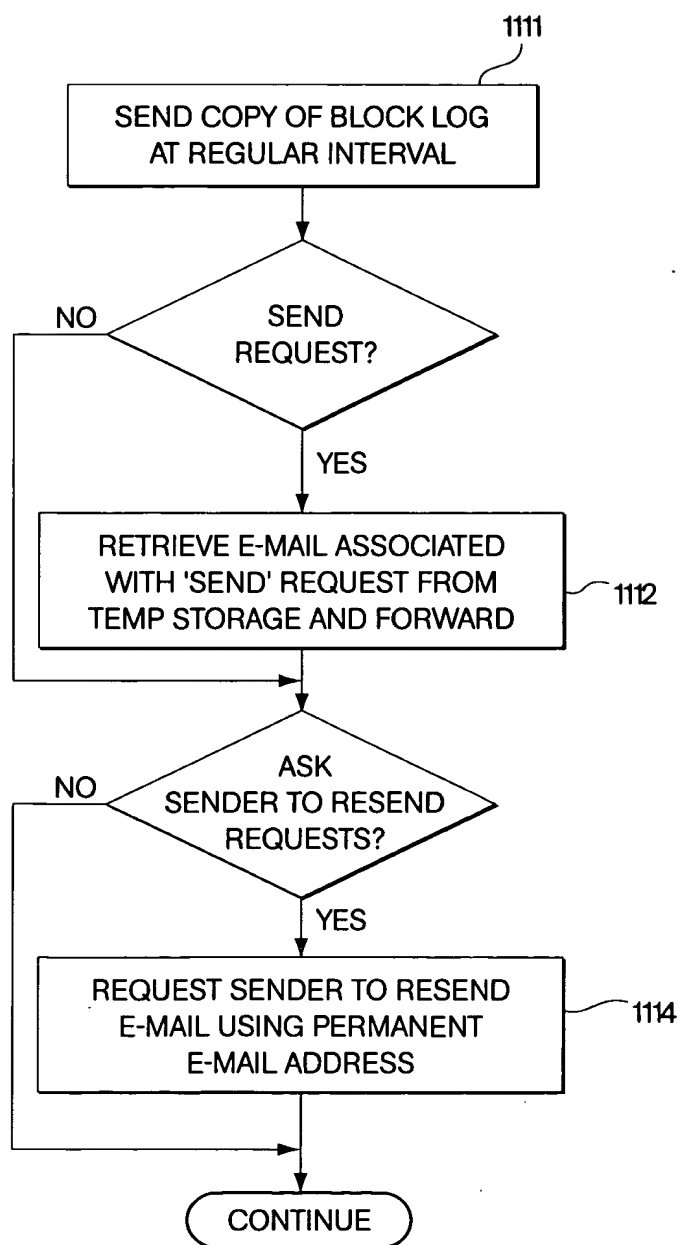 1111
SEND COPY OF BLOCK LOG
AT REGULAR INTERVAL
NO
SEND
REQUEST?
YES
RETRIEVE E-MAIL ASSOCIATED
WITH 'SEND' REQUEST FROM
TEMP STORAGE AND FORWARD
1112
NO
ASK
SENDER TO RESEND
REQUESTS?
YES
REQUEST SENDER TO RESEND
E-MAIL USING PERMANENT
E-MAIL ADDRESS
1114
CONTINUE